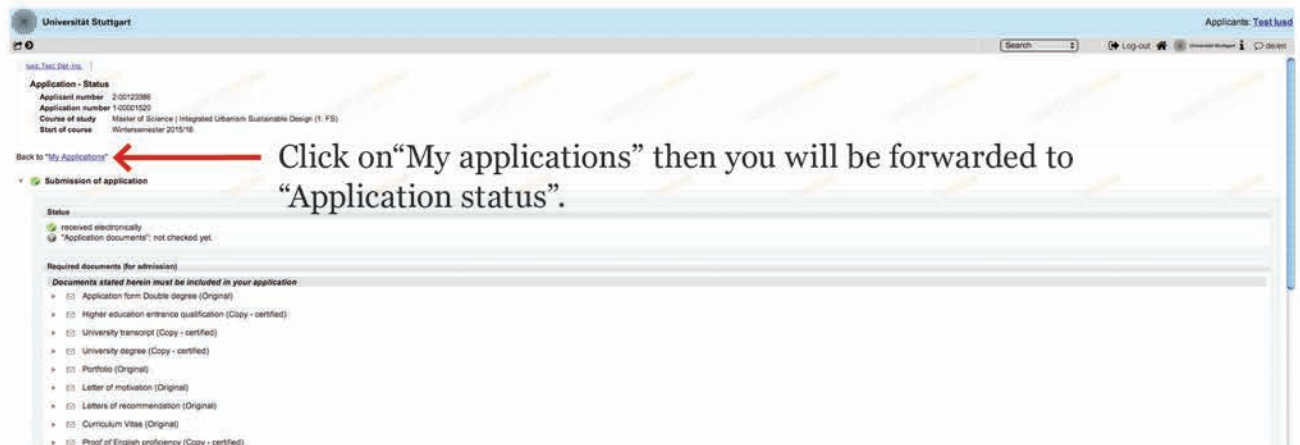 Universität Stuttgart
Applicants: Test Iusd
Search
Log-out
de/en
Iusd, Test, Dipl.-Ing.
Application - Status
Applicant number 2-00123386
Application number 1-00001520
Course of study Master of Science | Integrated Urbanism Sustainable Design (1. FS)
Start of course Wintersemester 2015/16
Back to "My Applications"
Click on“My applications” then you will be forwarded to
“Application status”.
Submission of application
Status
received electronically
"Application documents": not checked yet.
Required documents (for admission)
Documents stated herein must be included in your application
Application form Double degree (Original)
Higher education entrance qualification (Copy - certified)
University transcript (Copy - certified)
University degree (Copy - certified)
Portfolio (Original)
Letter of motivation (Original)
Letters of recommendation (Original)
Curriculum Vitae (Original)
Proof of English proficiency (Copy - certified)